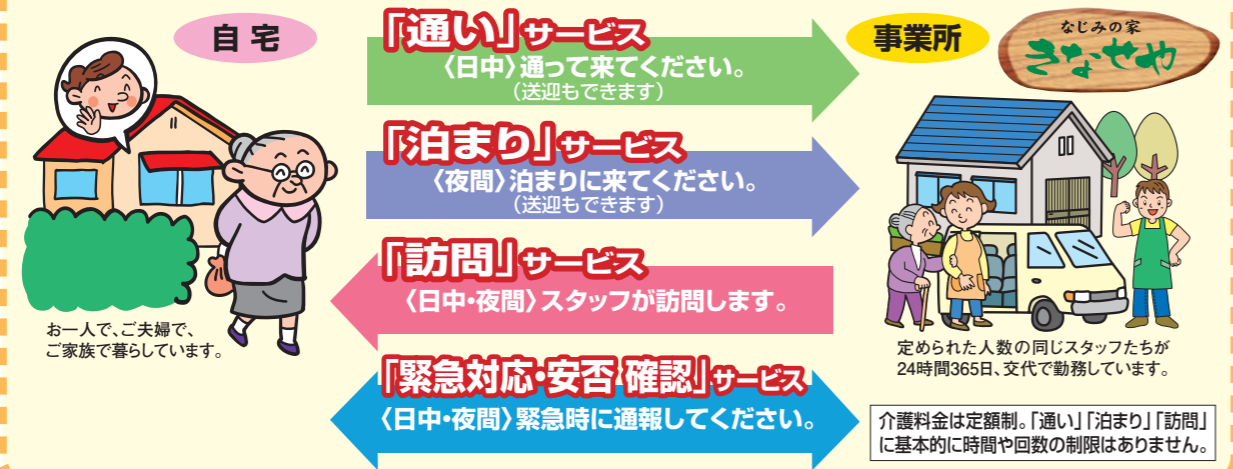 自宅
「通い」サービス
〈日中〉通って来てください。
（送迎もできます）
事業所
なじみの家
きなせや
「泊まり」サービス
〈夜間〉泊まりに来てください。
（送迎もできます）
「訪問」サービス
〈日中・夜間〉スタッフが訪問します。
お一人で、ご夫婦で、
ご家族で暮らしています。
「緊急対応・安否 確認」サービス
〈日中・夜間〉緊急時に通報してください。
定められた人数の同じスタッフたちが
24時間365日、交代で勤務しています。
介護料金は定額制。「通い」「泊まり」「訪問」
に基本的に時間や回数の制限はありません。